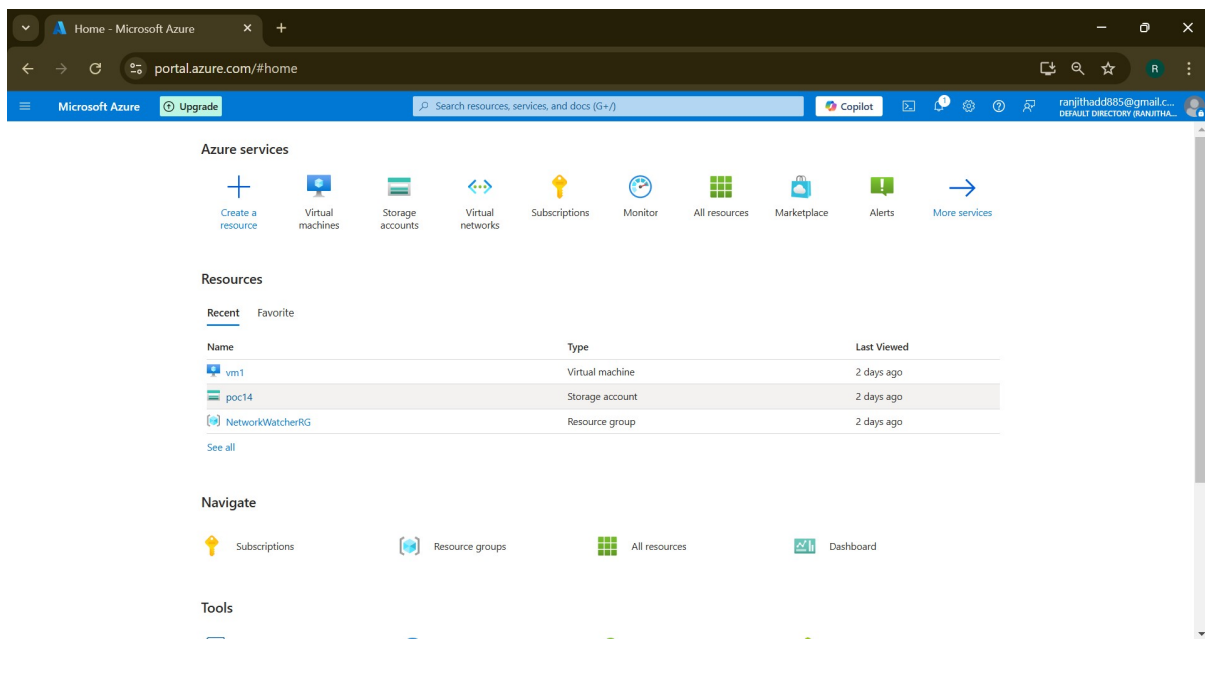 Home - Microsoft Azure
portal.azure.com/#home
R
Microsoft Azure
Upgrade
Search resources, services, and docs (G+/)
Copilot
1
ranjithadd885@gmail.c...
DEFAULT DIRECTORY (RANJITHA...
Azure services
Create a resource
Virtual machines
Storage accounts
Virtual networks
Subscriptions
Monitor
All resources
Marketplace
Alerts
More services
Resources
Recent Favorite
Name Type Last Viewed
vm1 Virtual machine 2 days ago
poc14 Storage account 2 days ago
NetworkWatcherRG Resource group 2 days ago
See all
Navigate
Subscriptions Resource groups All resources Dashboard
Tools